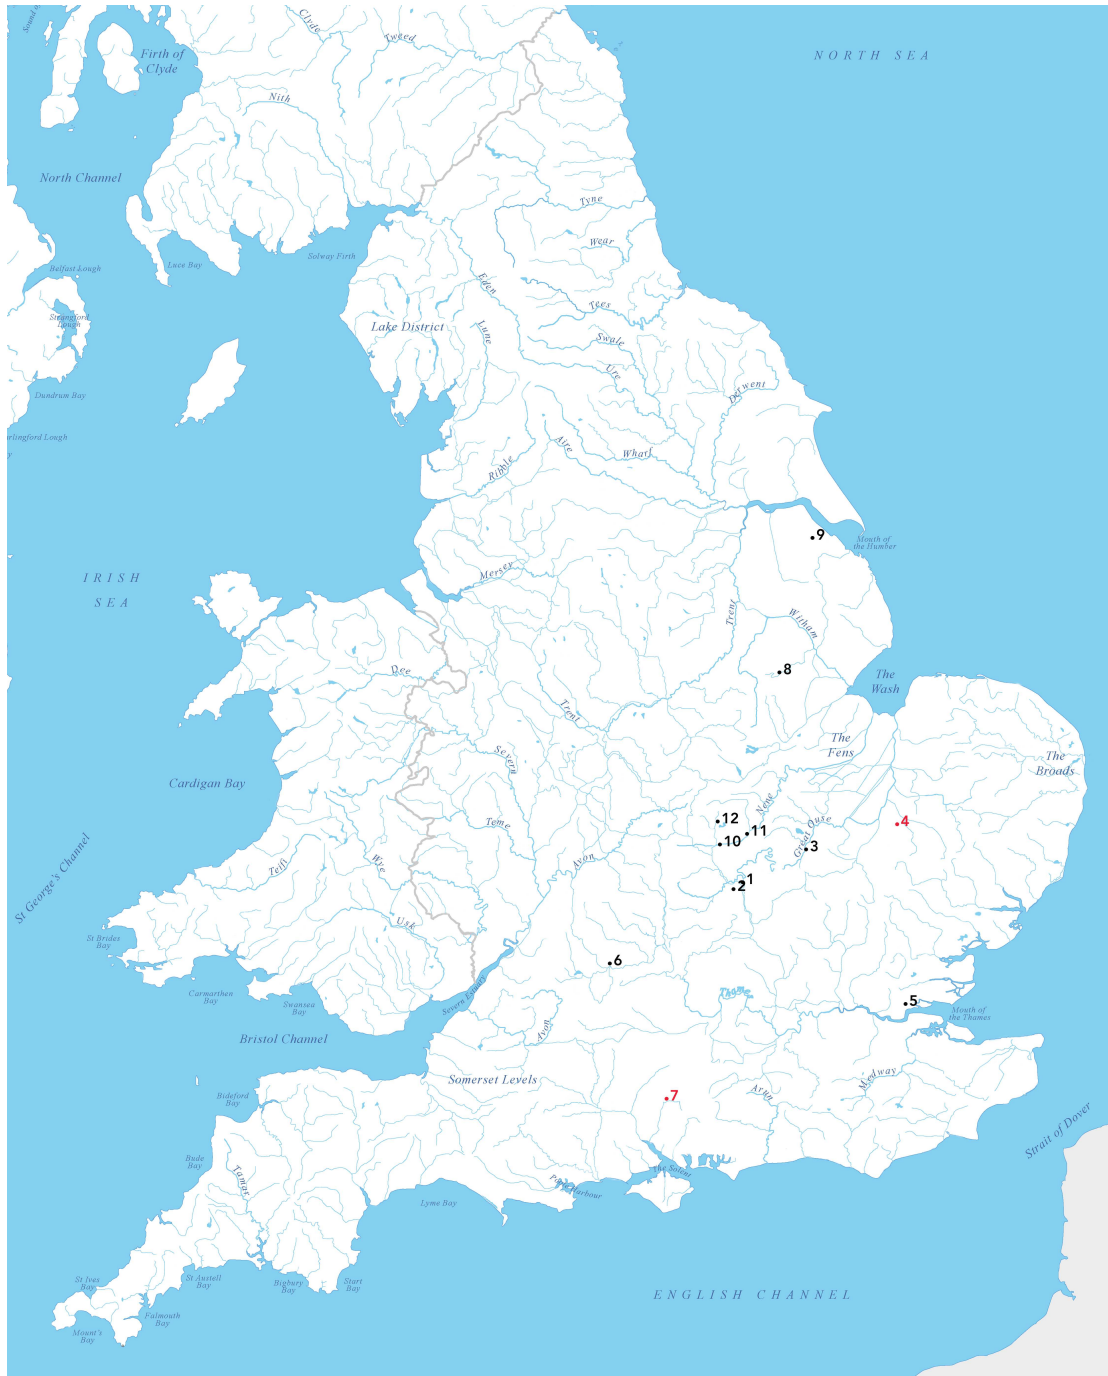 Sound of
Clyde
Tweed
Firth of
Clyde
NORTH SEA
Nith
North Channel
Tyne
Wear
Solway Firth
Luce Bay
Belfast Lough
Eden
Tees
Strangford
Lough
Lake District
Lune
Swale
Ure
Derwent
Dundrum Bay
arlingford Lough
y
Aire
Wharf
Ribble
9
Mouth of
the Humber
IRISH
SEA
Mersey
Trent
Witham
Dee
8
The
Wash
Trent
The
Fens
Severn
The
Broads
Cardigan Bay
Nene
12
Teme
Great Ouse
4
11
10
3
Avon
Wye
Teifi
St George's Channel
1
2
Usk
St Brides
Bay
6
Carmarthen
Bay
Swansea
Bay
Severn Estuary
Thame
5
Mouth of
the Thames
Avon
Bristol Channel
Somerset Levels
Medway
Arun
7
Bideford
Bay
Strait of Dover
Bude
Bay
Tamar
The Solent
Poole Harbour
Lyme Bay
St Ives
Bay
St Austell
Bay
Bigbury
Bay
Start
Bay
ENGLISH CHANNEL
Falmouth
Bay
Mount's
Bay